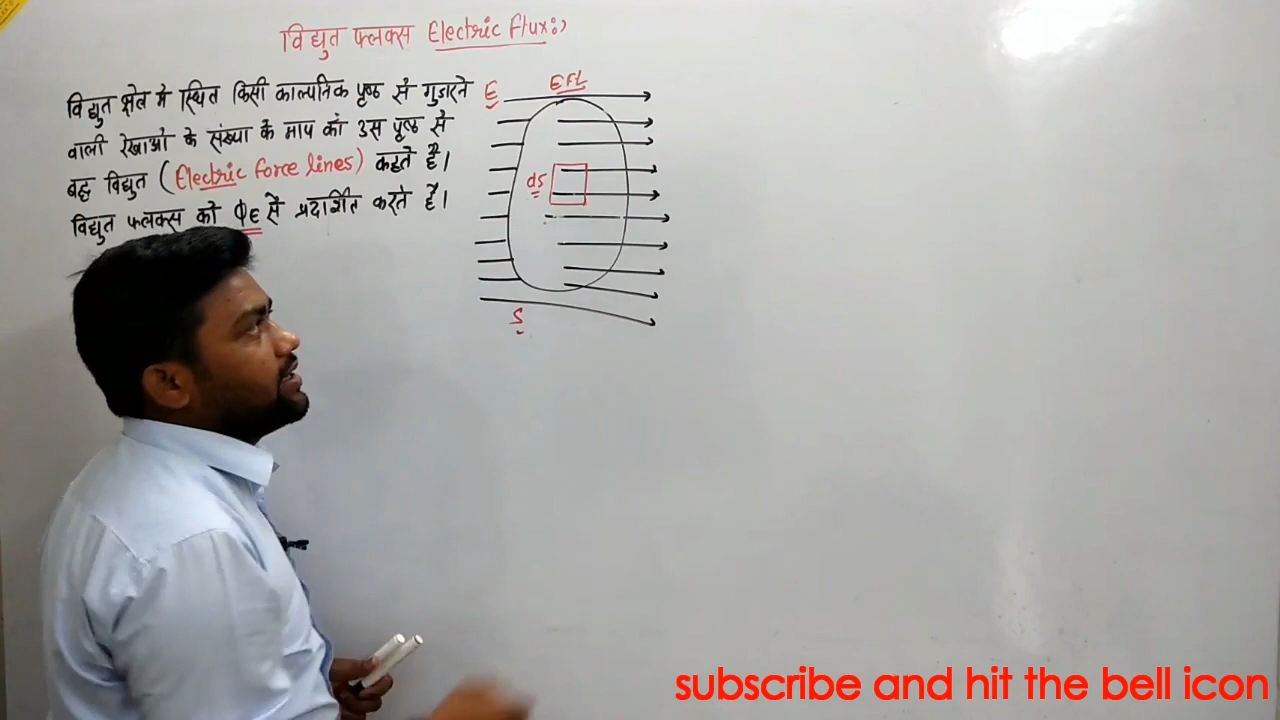 विद्युत फ्लक्स Electric flux:>
विद्युत क्षेत्र मे स्थित किसी काल्पनिक पृष्ठ से गुजरने
वाली रेखाओ के संख्या के माप को उस पृष्ठ से
बद्ध विद्युत (Electric force lines) कहते है।
विद्युत फ्लक्स को ΦE से प्रदर्शित करते है।
E EFL
ds
S
subscribe and hit the bell icon